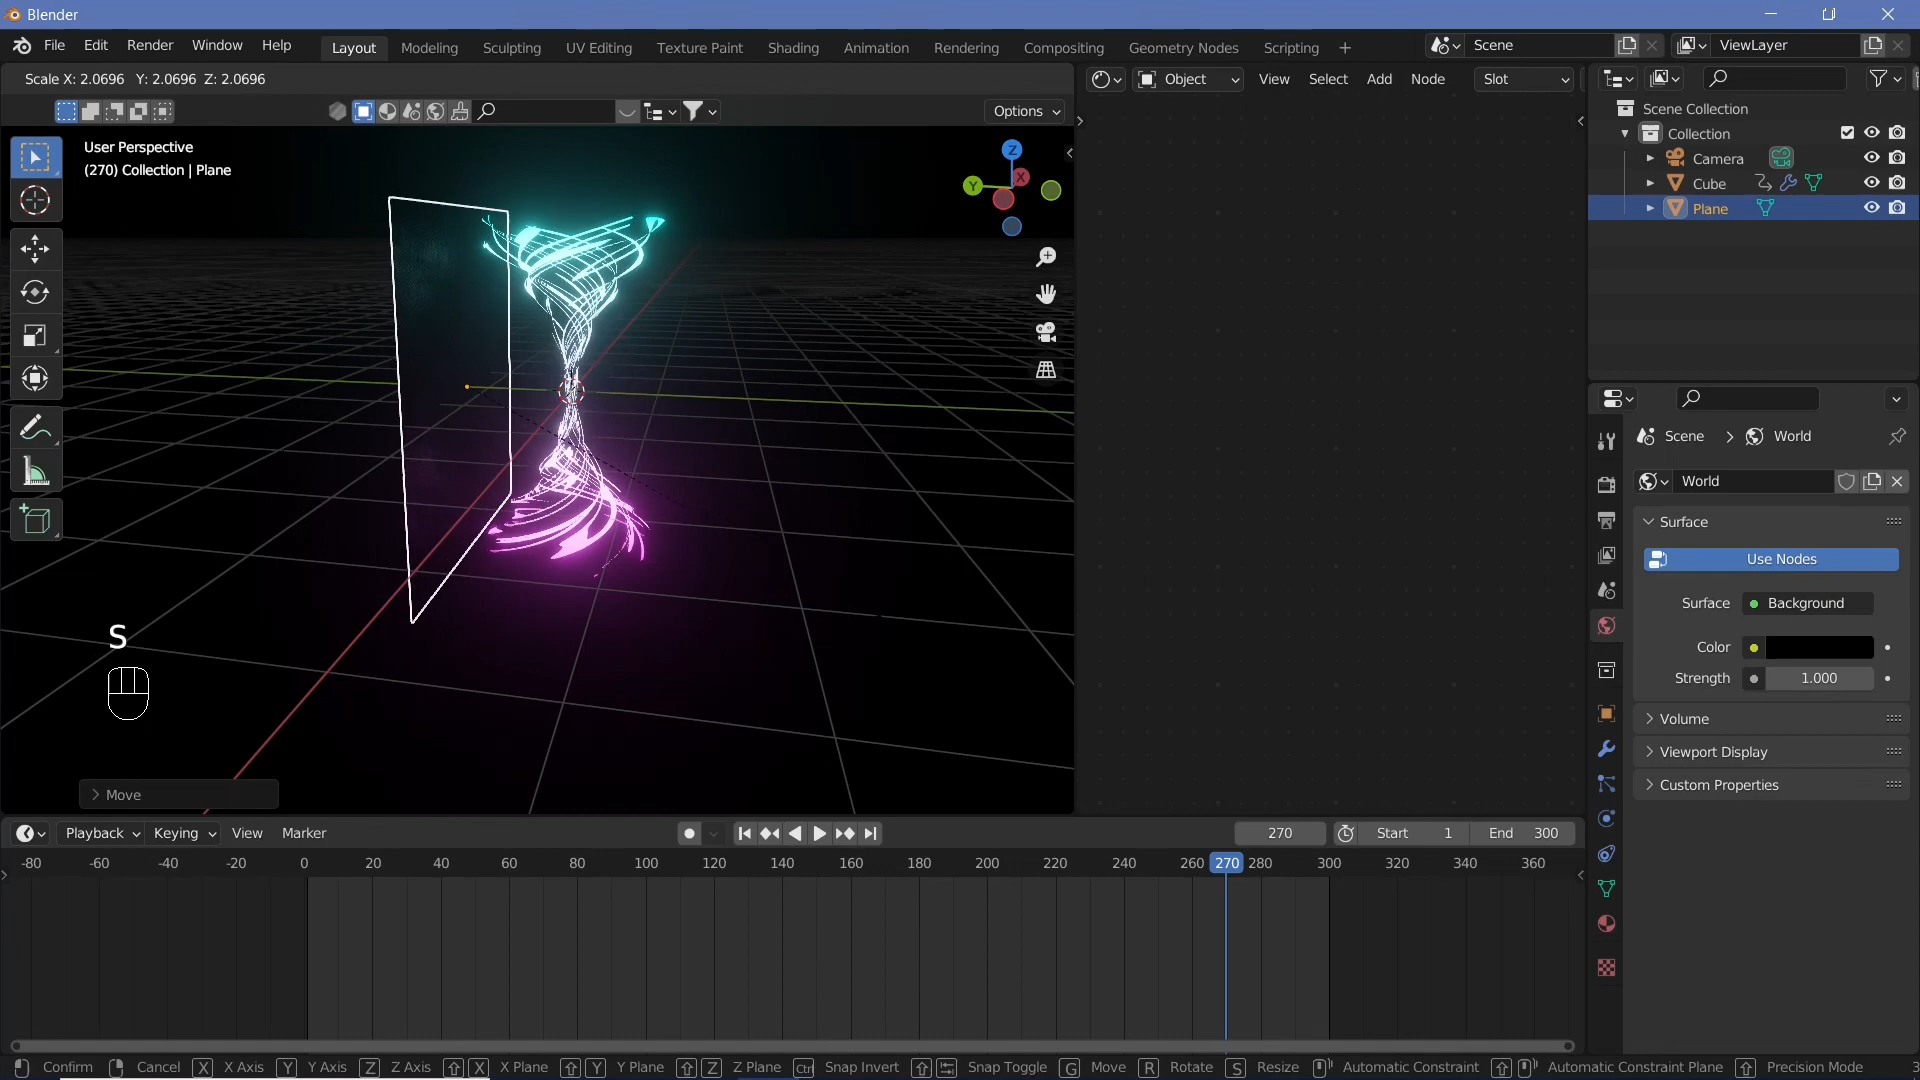 Blender
File Edit Render Window Help
Layout Modeling Sculpting UV Editing Texture Paint Shading Animation Rendering Compositing Geometry Nodes Scripting +
Scene
ViewLayer
Scale X: 2.0696 Y: 2.0696 Z: 2.0696
Object View Select Add Node Slot
Options
User Perspective
(270) Collection | Plane
Z
Y
X
Scene Collection
Collection
Camera
Cube
Plane
Scene > World
World
Surface
Use Nodes
Surface Background
Color
Strength 1.000
Volume
Viewport Display
Custom Properties
S
Move
Playback Keying View Marker
270 Start 1 End 300
-80 -60 -40 -20 0 20 40 60 80 100 120 140 160 180 200 220 240 260 270 280 300 320 340 360
Confirm Cancel X X Axis Y Y Axis Z Z Axis X X Plane Y Y Plane Z Z Plane Ctrl Snap Invert Snap Toggle G Move R Rotate S Resize Automatic Constraint Automatic Constraint Plane Precision Mode